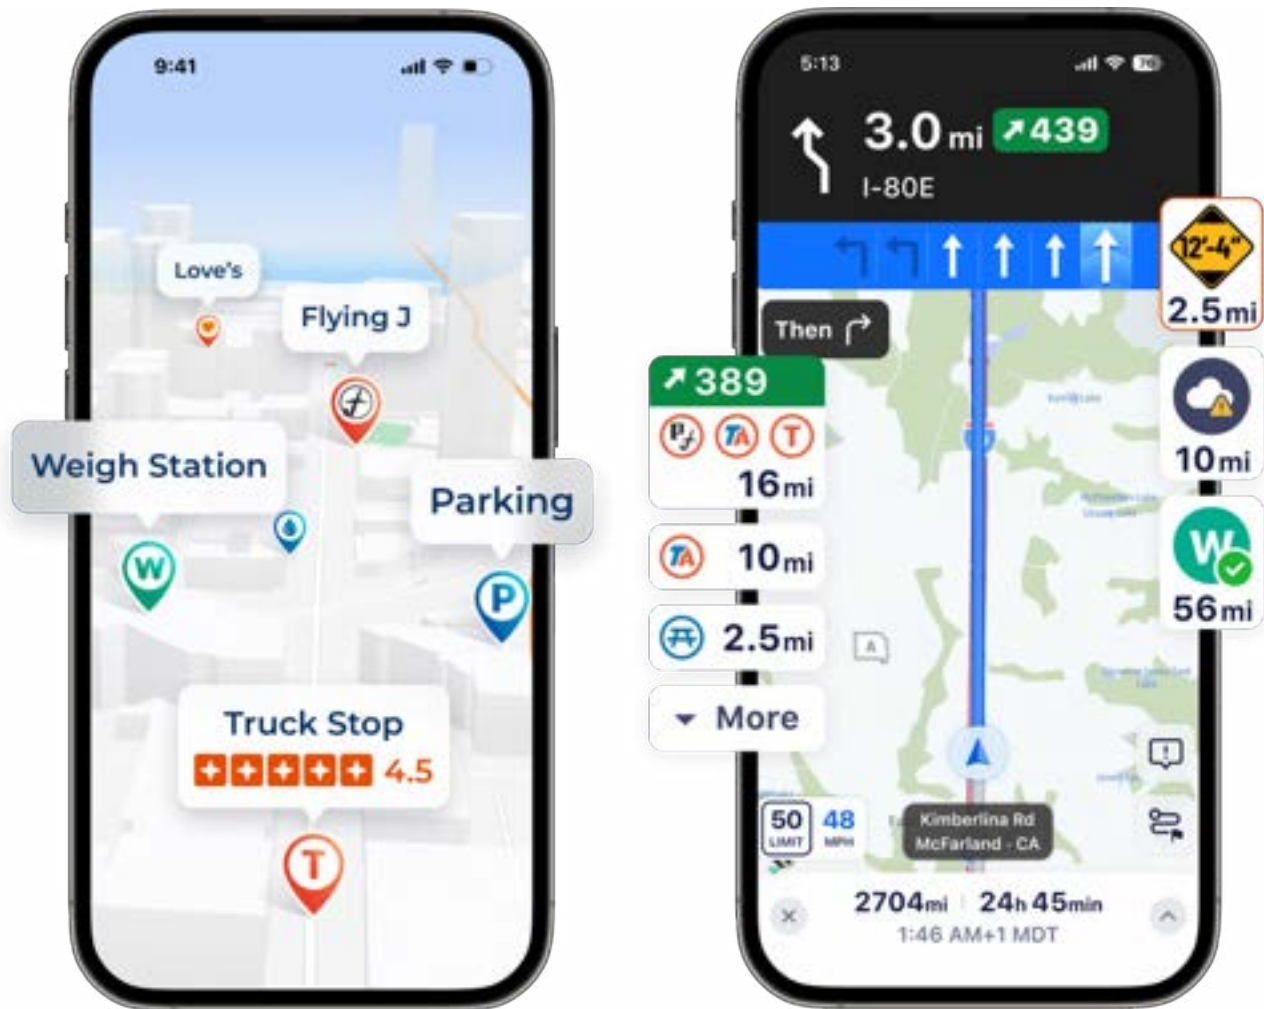 9:41
Love's
Flying J
Weigh Station
W
Parking
P
Truck Stop
4.5
T
5:13
3.0 mi 439
I-80E
12'-4"
2.5 mi
Then
389
TA T
16 mi
10 mi
TA 10 mi
W
56 mi
2.5 mi
A
More
50 LIMIT
48 MPH
Kimberlina Rd
McFarland - CA
2704mi 24h 45min
1:46 AM+1 MDT